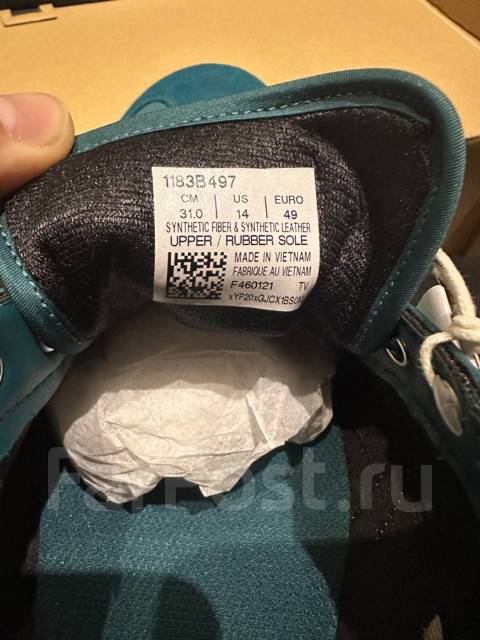 1183B497
CM US EURO
31.0 14 49
SYNTHETIC FIBER & SYNTHETIC LEATHER
UPPER / RUBBER SOLE
MADE IN VIETNAM
FABRIQUE AU VIETNAM
F460121 TV
xYP20xGJCX1BS0M
FarPost.ru